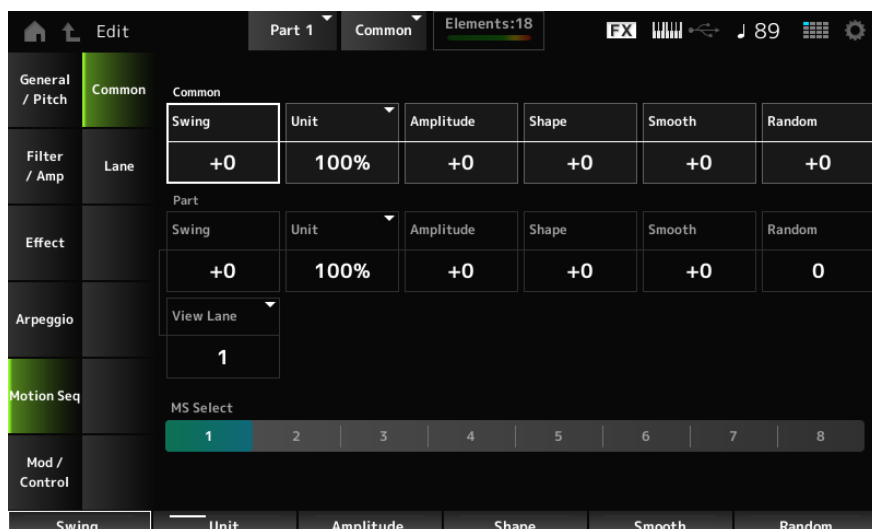 Edit
Part 1
Common
Elements:18
FX
89
General
/ Pitch
Common
Common
Swing
Unit
Amplitude
Shape
Smooth
Random
+0
100%
+0
+0
+0
+0
Filter
/ Amp
Lane
Part
Swing
Unit
Amplitude
Shape
Smooth
Random
+0
100%
+0
+0
+0
0
Effect
Arpeggio
View Lane
1
Motion Seq
MS Select
1
2
3
4
5
6
7
8
Mod /
Control
Swing
Unit
Amplitude
Shape
Smooth
Random